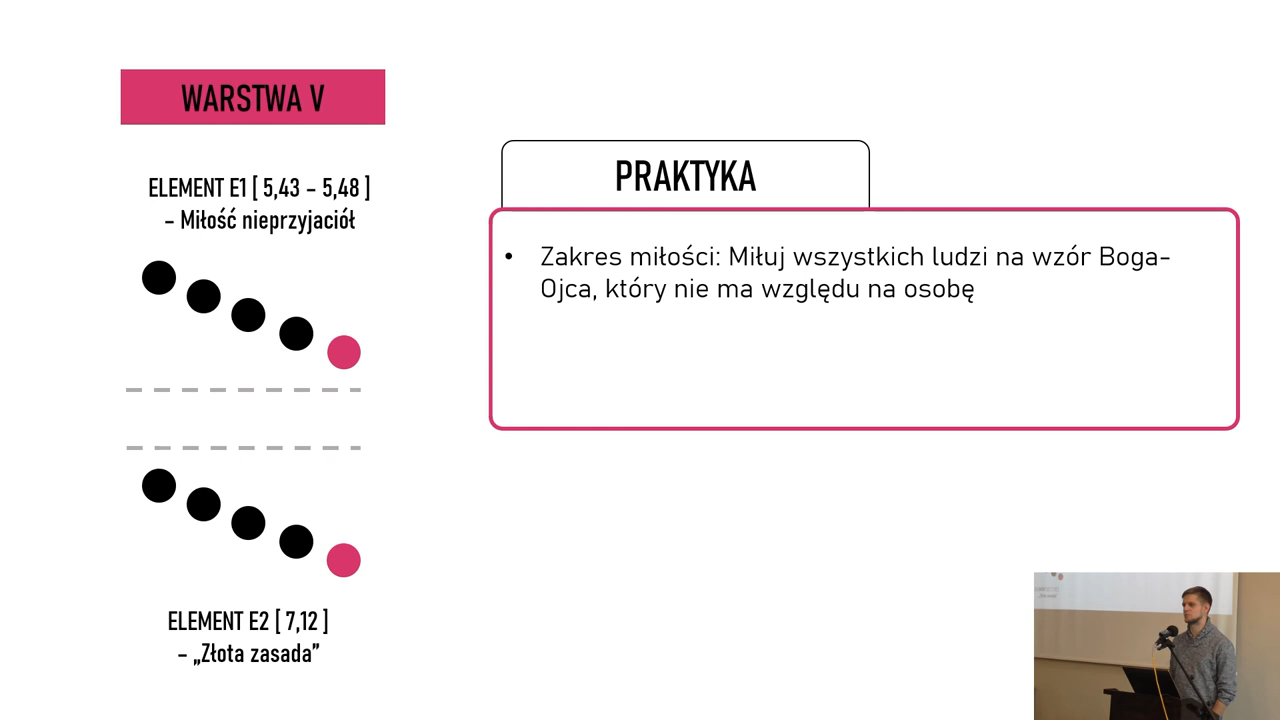 WARSTWA V
ELEMENT E1 [ 5,43 – 5,48 ]
– Miłość nieprzyjaciół
PRAKTYKA
• Zakres miłości: Miłuj wszystkich ludzi na wzór Boga-
Ojca, który nie ma względu na osobę
ELEMENT E2 [ 7,12 ]
– „Złota zasada”